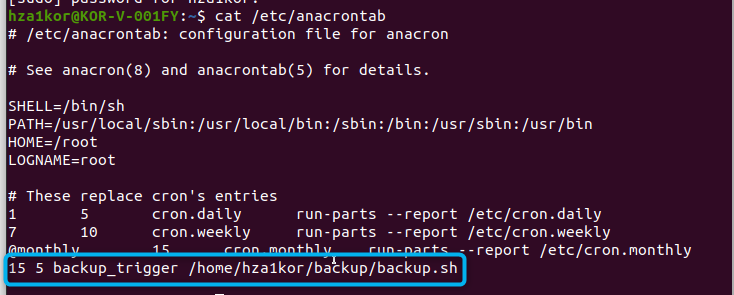 [sudo] password for hza1kor:
hza1kor@KOR-V-001FY:~$ cat /etc/anacrontab
# /etc/anacrontab: configuration file for anacron
# See anacron(8) and anacrontab(5) for details.
SHELL=/bin/sh
PATH=/usr/local/sbin:/usr/local/bin:/sbin:/bin:/usr/sbin:/usr/bin
HOME=/root
LOGNAME=root
# These replace cron's entries
1 5 cron.daily run-parts --report /etc/cron.daily
7 10 cron.weekly run-parts --report /etc/cron.weekly
@monthly 15 cron.monthly run-parts --report /etc/cron.monthly
15 5 backup_trigger /home/hza1kor/backup/backup.sh